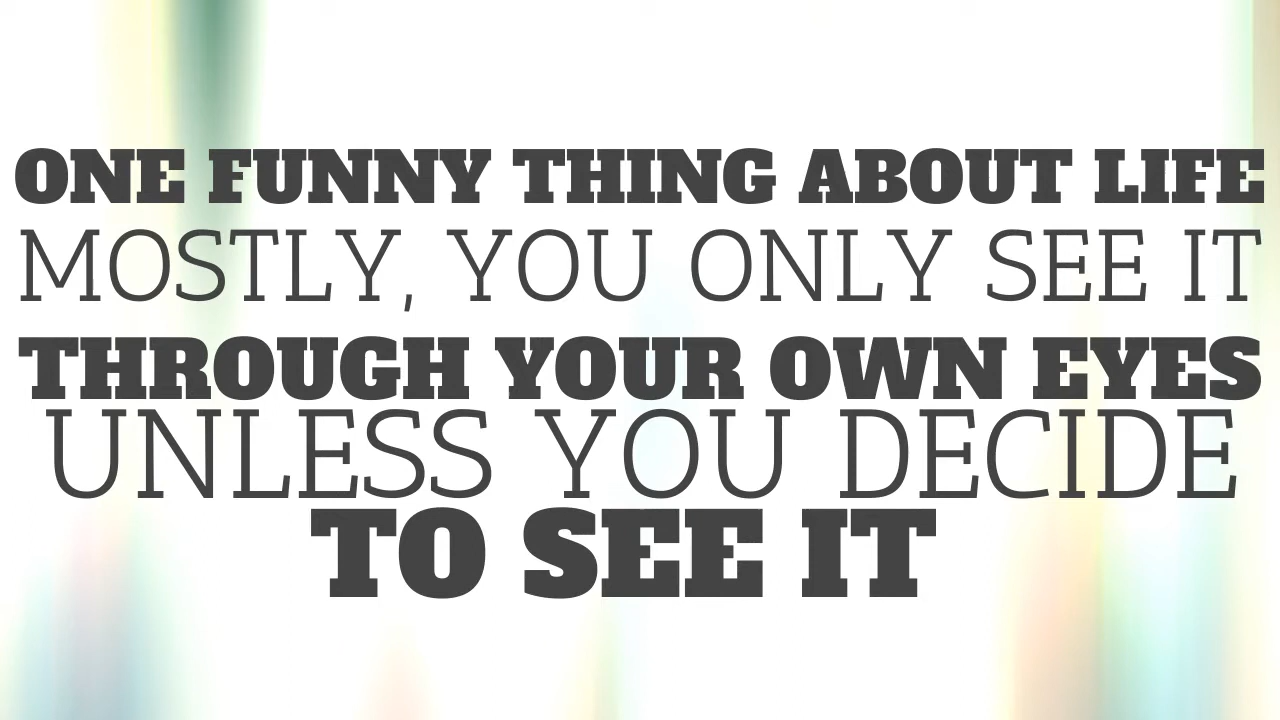 ONE FUNNY THING ABOUT LIFE
MOSTLY, YOU ONLY SEE IT
THROUGH YOUR OWN EYES
UNLESS YOU DECIDE
TO SEE IT